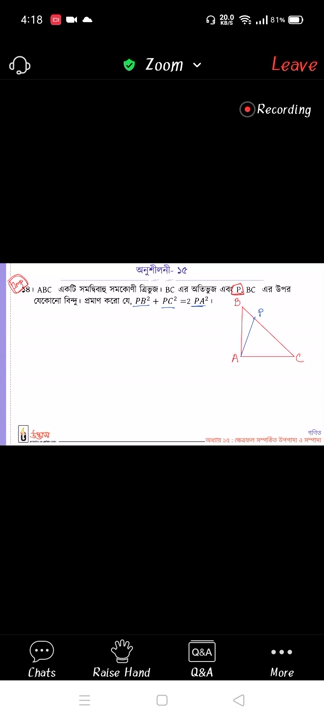 4:18 20.0 KB/S 81%
Zoom Leave
Recording
অনুশীলনী- ১৫
১৪। ABC একটি সমদ্বিবাহু সমকোণী ত্রিভুজ। BC এর অতিভুজ এবং P, BC এর উপর
যেকোনো বিন্দু। প্রমাণ করো যে, PB² + PC² =2 PA²।
B
P
A C
উদ্ভাস
গণিত
অধ্যায় ১৫ : ক্ষেত্রফল সম্পর্কিত উপপাদ্য ও সম্পাদ্য
Chats Raise Hand Q&A More